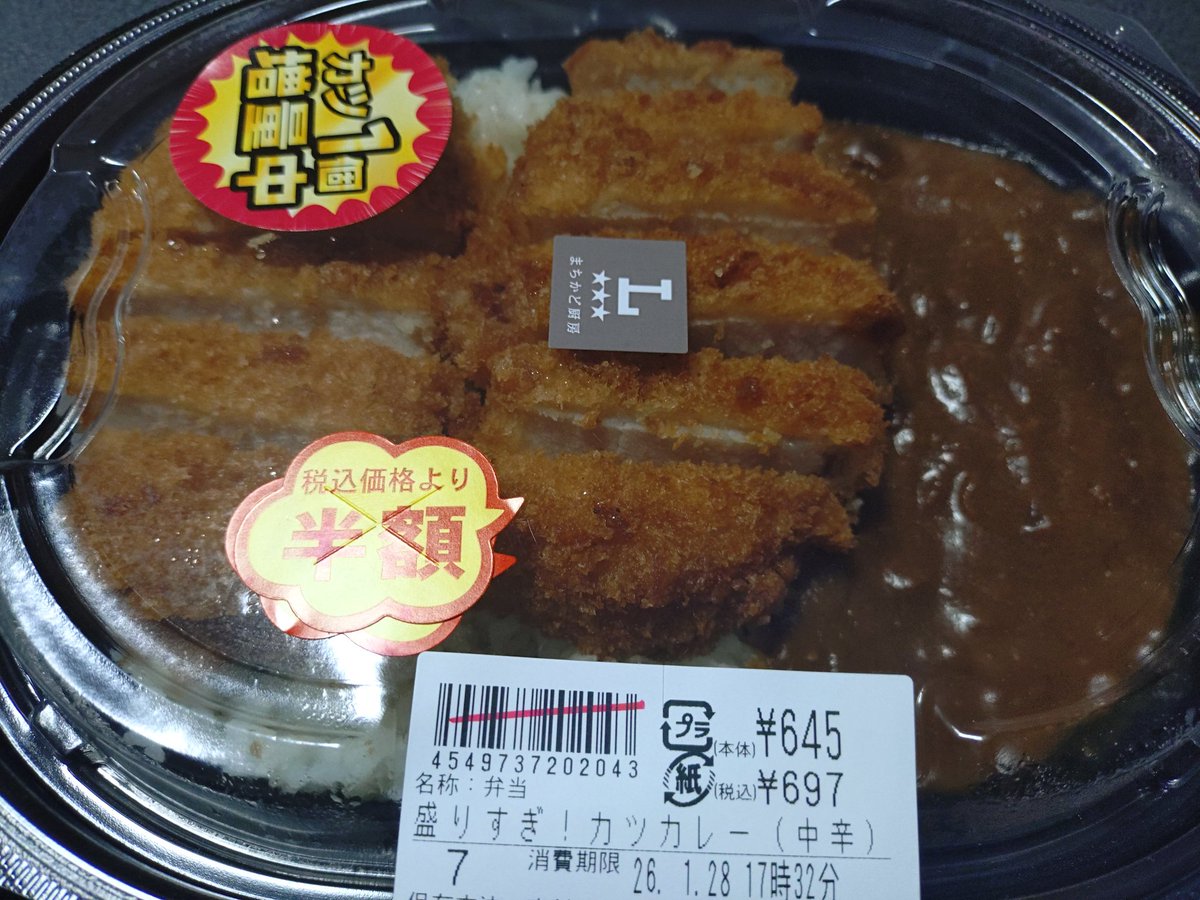 カツ1個
増量中
L
まちかど厨房
税込価格より
半額
4549737202043
プラ
紙
(本体)¥645
(税込)¥697
名称:弁当
盛りすぎ!カツカレー(中辛)
7
消費期限 26. 1.28 17時32分